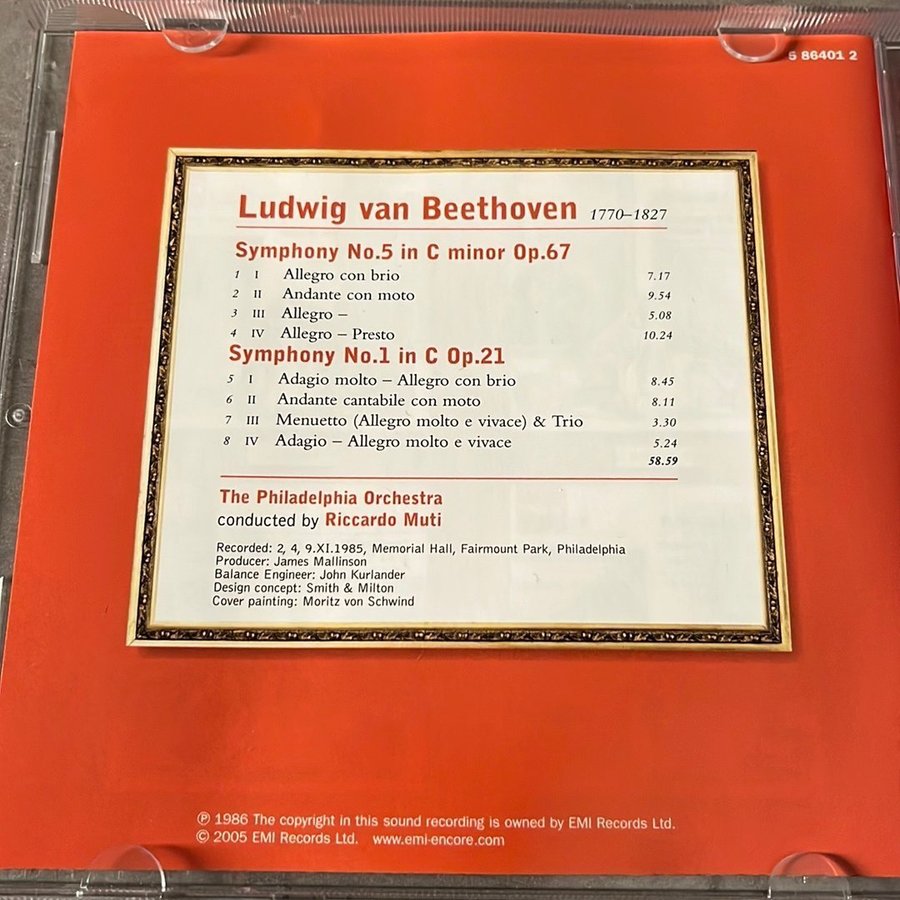 5 86401 2
Ludwig van Beethoven 1770–1827
Symphony No.5 in C minor Op.67
1 I Allegro con brio 7.17
2 II Andante con moto 9.54
3 III Allegro – 5.08
4 IV Allegro – Presto 10.24
Symphony No.1 in C Op.21
5 I Adagio molto – Allegro con brio 8.45
6 II Andante cantabile con moto 8.11
7 III Menuetto (Allegro molto e vivace) & Trio 3.30
8 IV Adagio – Allegro molto e vivace 5.24
58.59
The Philadelphia Orchestra
conducted by Riccardo Muti
Recorded: 2, 4, 9.XI.1985, Memorial Hall, Fairmount Park, Philadelphia
Producer: James Mallinson
Balance Engineer: John Kurlander
Design concept: Smith & Milton
Cover painting: Moritz von Schwind
℗ 1986 The copyright in this sound recording is owned by EMI Records Ltd.
© 2005 EMI Records Ltd. www.emi-encore.com